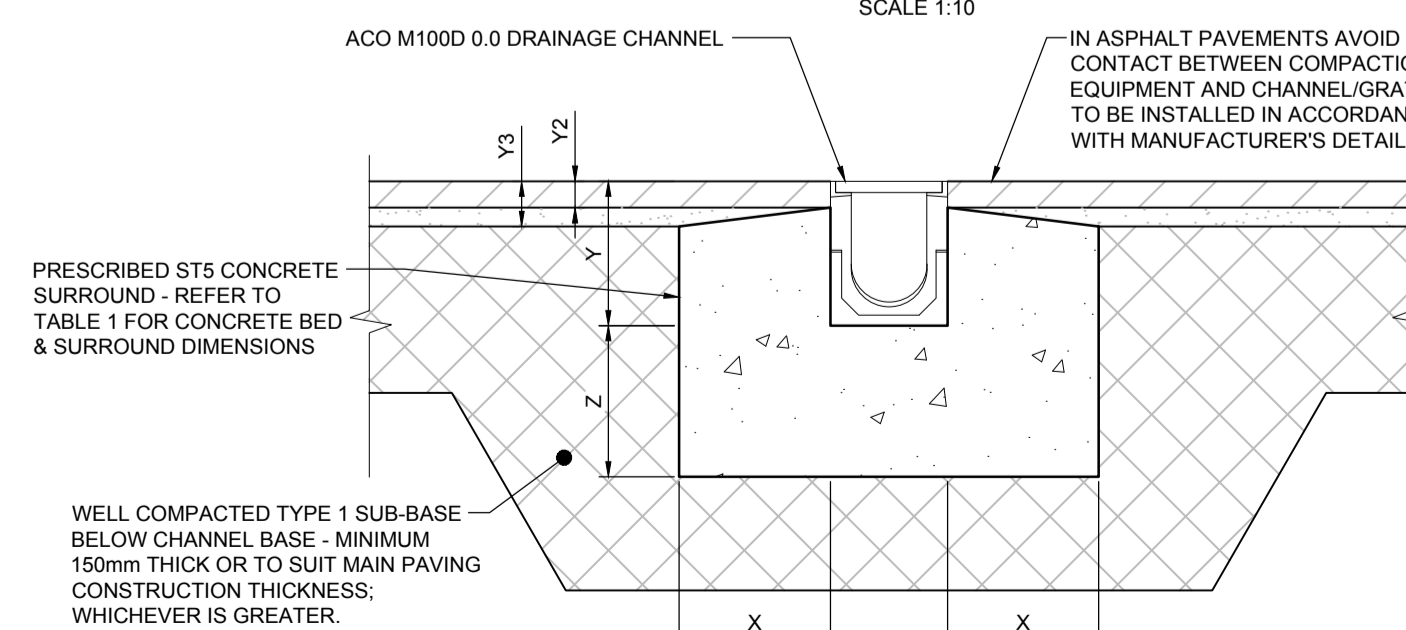 SCALE 1:10
ACO M100D 0.0 DRAINAGE CHANNEL
IN ASPHALT PAVEMENTS AVOID
CONTACT BETWEEN COMPACTIO
EQUIPMENT AND CHANNEL/GRAT
TO BE INSTALLED IN ACCORDAN
WITH MANUFACTURER'S DETAIL
Y3
Y2
Y
PRESCRIBED ST5 CONCRETE
SURROUND - REFER TO
TABLE 1 FOR CONCRETE BED
& SURROUND DIMENSIONS
Z
WELL COMPACTED TYPE 1 SUB-BASE
BELOW CHANNEL BASE - MINIMUM
150mm THICK OR TO SUIT MAIN PAVING
CONSTRUCTION THICKNESS;
WHICHEVER IS GREATER.
X
X